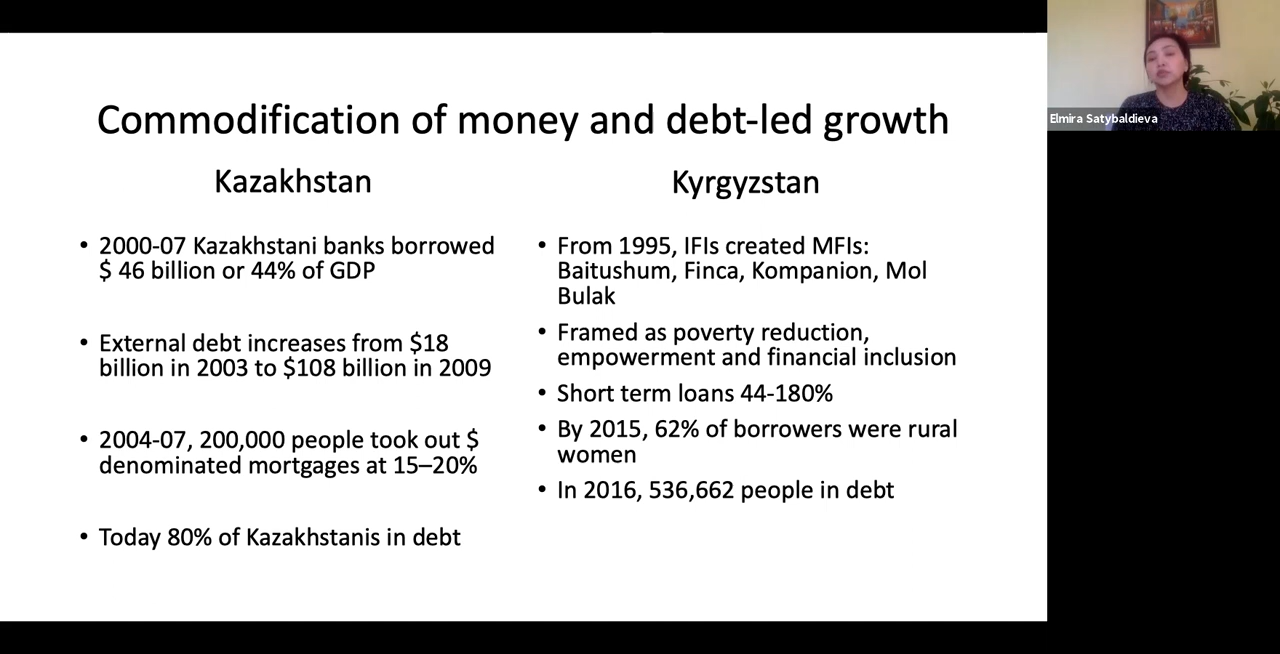 Commodification of money and debt-led growth
Kazakhstan
• 2000-07 Kazakhstani banks borrowed
$ 46 billion or 44% of GDP
• External debt increases from $18
billion in 2003 to $108 billion in 2009
• 2004-07, 200,000 people took out $
denominated mortgages at 15–20%
• Today 80% of Kazakhstanis in debt
Kyrgyzstan
• From 1995, IFIs created MFIs:
Baitushum, Finca, Kompanion, Mol
Bulak
• Framed as poverty reduction,
empowerment and financial inclusion
• Short term loans 44-180%
• By 2015, 62% of borrowers were rural
women
• In 2016, 536,662 people in debt
Elmira Satybaldieva